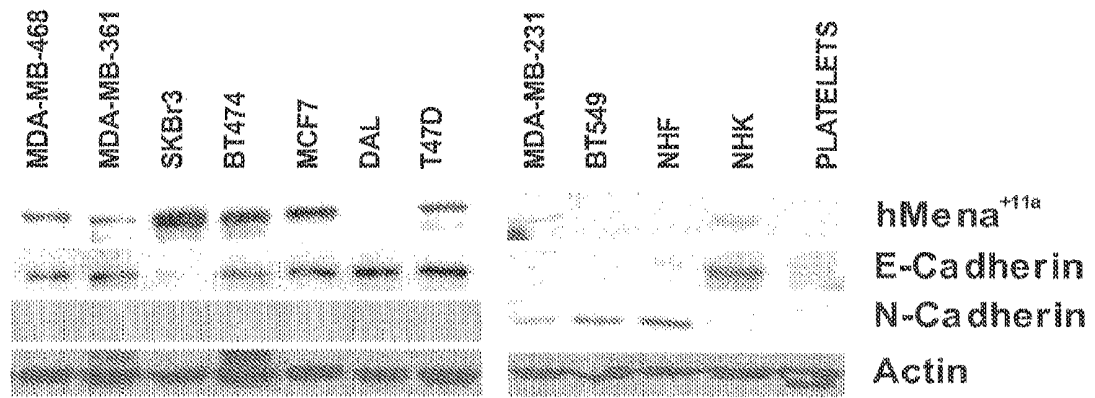 MDA-MB-468
MDA-MB-361
SKBr3
BT474
MCF7
DAL
T47D
MDA-MB-231
BT549
NHF
NHK
PLATELETS
hMena+11a
E-Cadherin
N-Cadherin
Actin